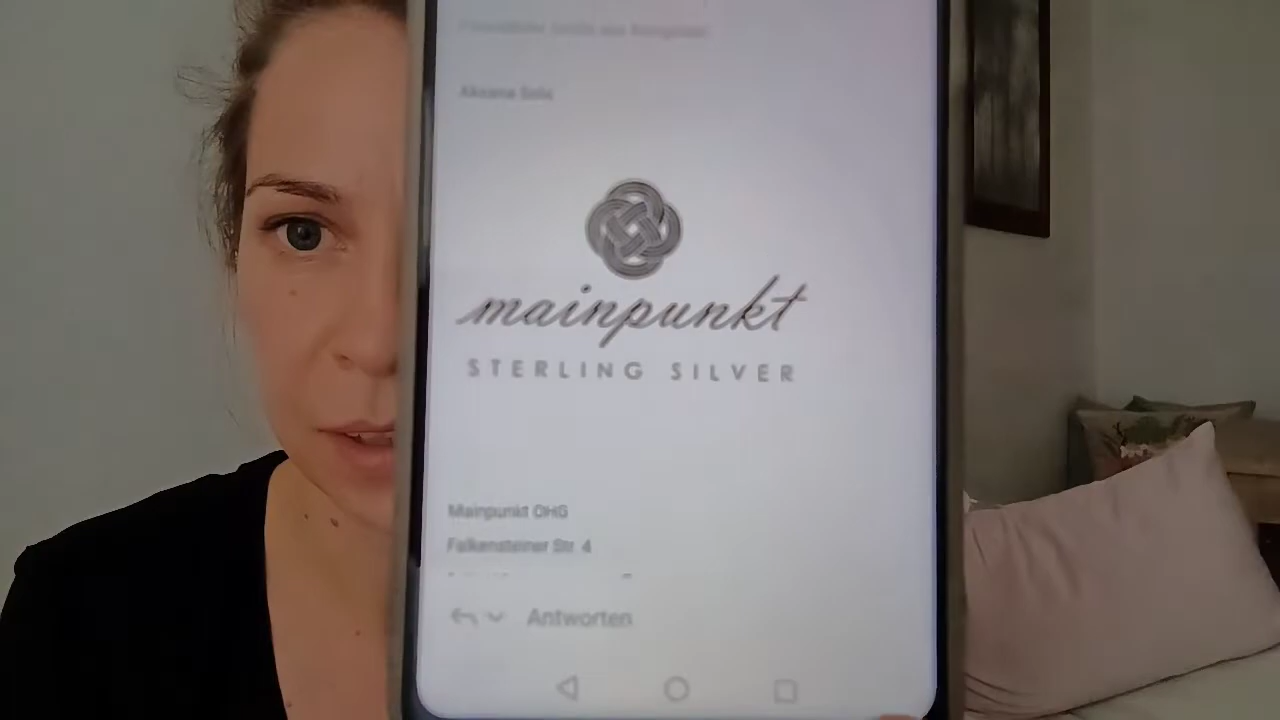 mainpunkt
STERLING SILVER
Mainpunkt OHG
Falkensteiner Str. 4
Antworten